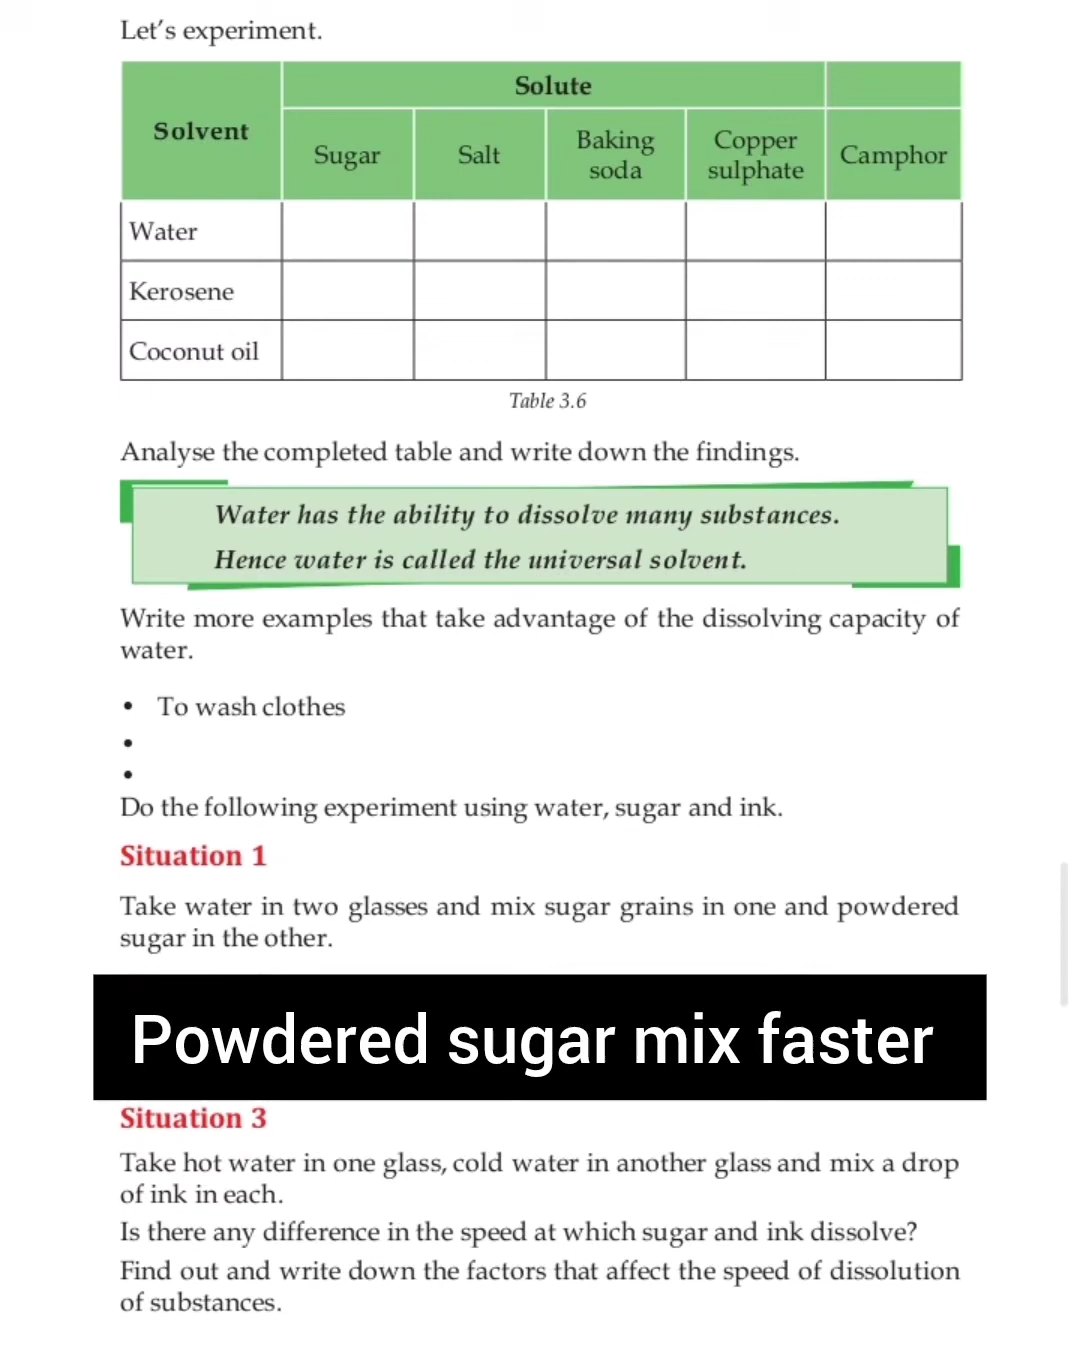 Let's experiment.
Solvent
Solute
Sugar
Salt
Baking
soda
Copper
sulphate
Camphor
Water
Kerosene
Coconut oil
Table 3.6
Analyse the completed table and write down the findings.
Water has the ability to dissolve many substances.
Hence water is called the universal solvent.
Write more examples that take advantage of the dissolving capacity of
water.
• To wash clothes
•
•
Do the following experiment using water, sugar and ink.
Situation 1
Take water in two glasses and mix sugar grains in one and powdered
sugar in the other.
Powdered sugar mix faster
Situation 3
Take hot water in one glass, cold water in another glass and mix a drop
of ink in each.
Is there any difference in the speed at which sugar and ink dissolve?
Find out and write down the factors that affect the speed of dissolution
of substances.